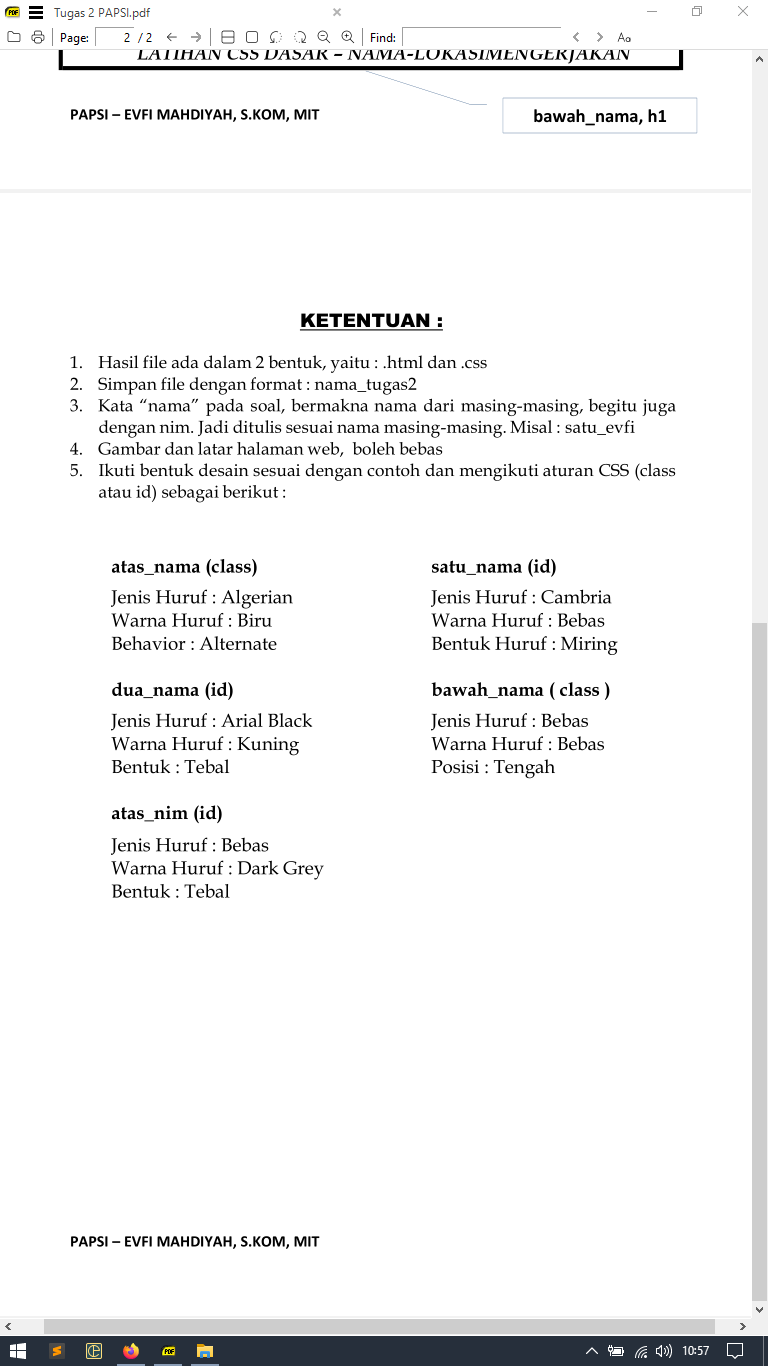 Tugas 2 PAPSI.pdf
Page: 2 / 2 Find: Aa
LATIHAN CSS DASAR – NAMA-LOKASIMENGERJAKAN
PAPSI – EVFI MAHDIYAH, S.KOM, MIT
bawah_nama, h1
KETENTUAN :
1. Hasil file ada dalam 2 bentuk, yaitu : .html dan .css
2. Simpan file dengan format : nama_tugas2
3. Kata “nama” pada soal, bermakna nama dari masing-masing, begitu juga
dengan nim. Jadi ditulis sesuai nama masing-masing. Misal : satu_evfi
4. Gambar dan latar halaman web, boleh bebas
5. Ikuti bentuk desain sesuai dengan contoh dan mengikuti aturan CSS (class
atau id) sebagai berikut :
atas_nama (class)
Jenis Huruf : Algerian
Warna Huruf : Biru
Behavior : Alternate
satu_nama (id)
Jenis Huruf : Cambria
Warna Huruf : Bebas
Bentuk Huruf : Miring
dua_nama (id)
Jenis Huruf : Arial Black
Warna Huruf : Kuning
Bentuk : Tebal
bawah_nama ( class )
Jenis Huruf : Bebas
Warna Huruf : Bebas
Posisi : Tengah
atas_nim (id)
Jenis Huruf : Bebas
Warna Huruf : Dark Grey
Bentuk : Tebal
PAPSI – EVFI MAHDIYAH, S.KOM, MIT
10:57